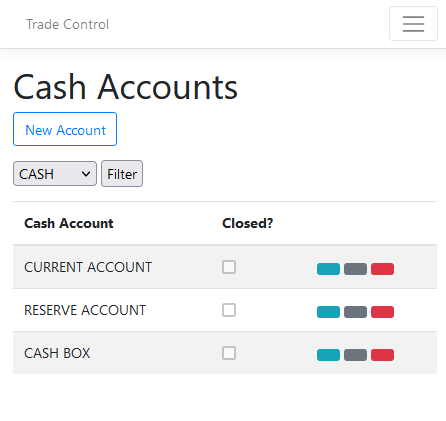 Trade Control
Cash Accounts
New Account
CASH Filter
Cash Account Closed?
CURRENT ACCOUNT
RESERVE ACCOUNT
CASH BOX